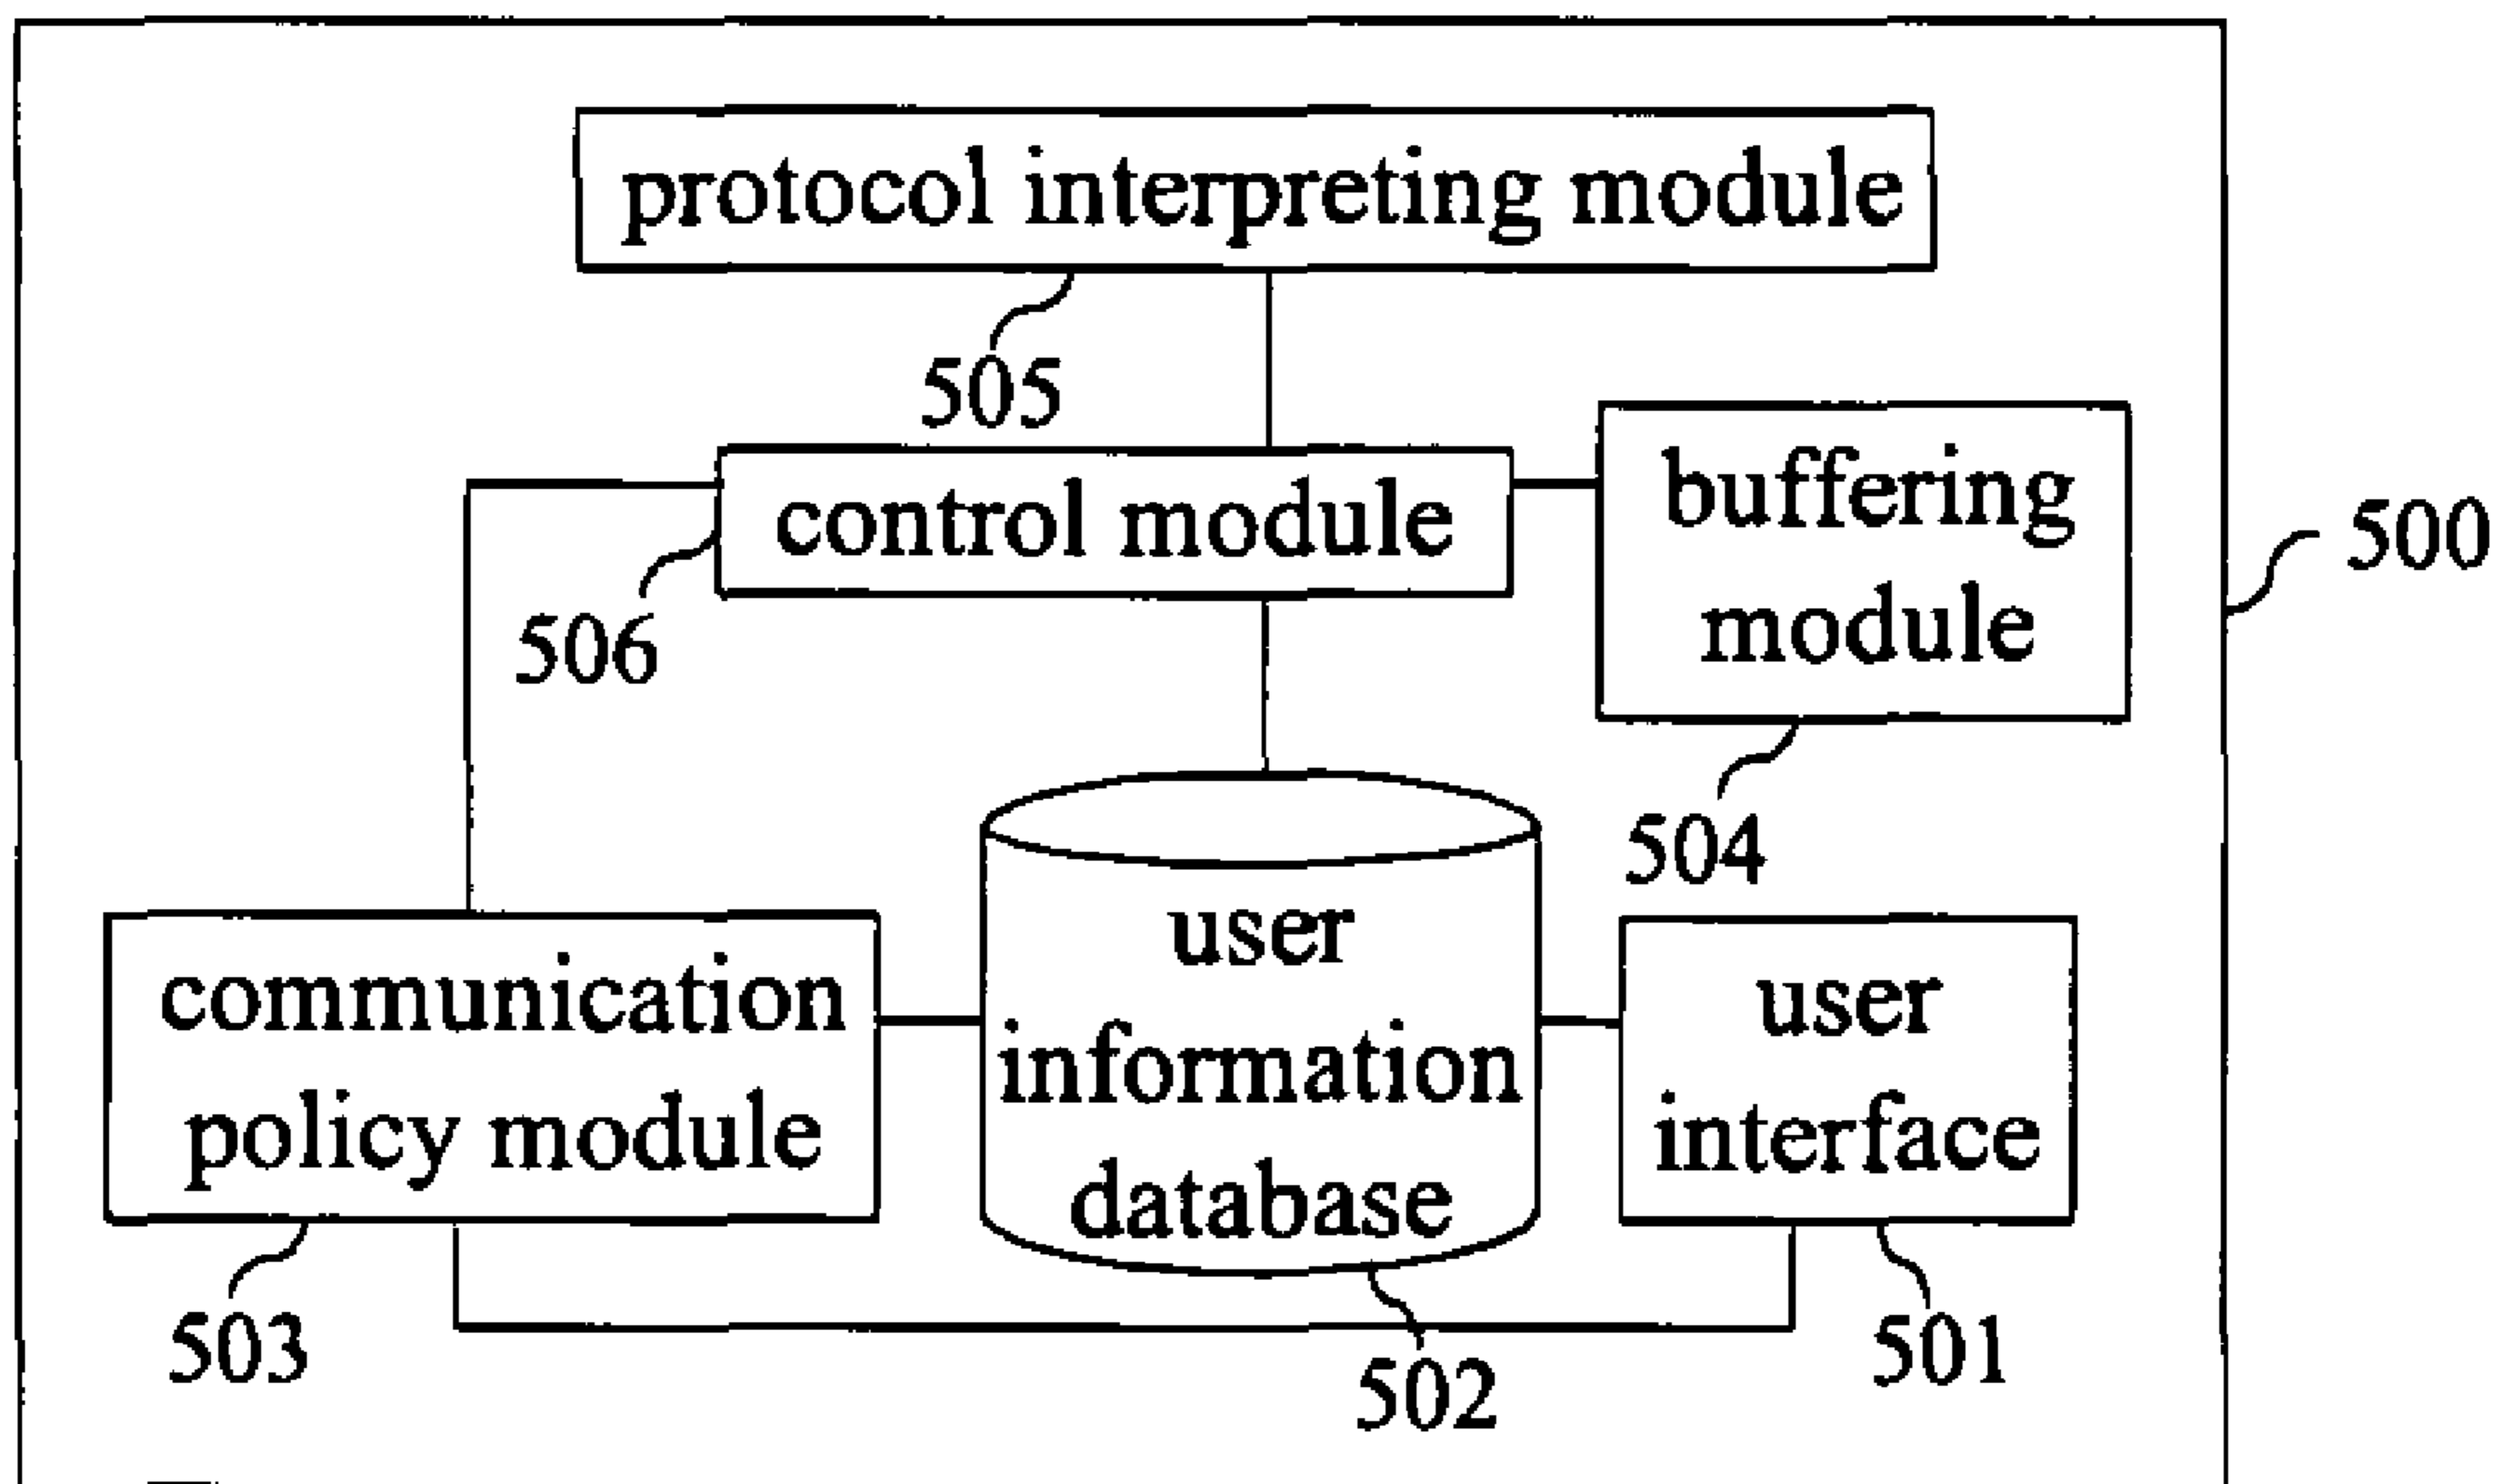 protocol interpreting module
505
control module
506
buffering
module
504
500
communication
policy module
503
user
information
database
502
user
interface
501